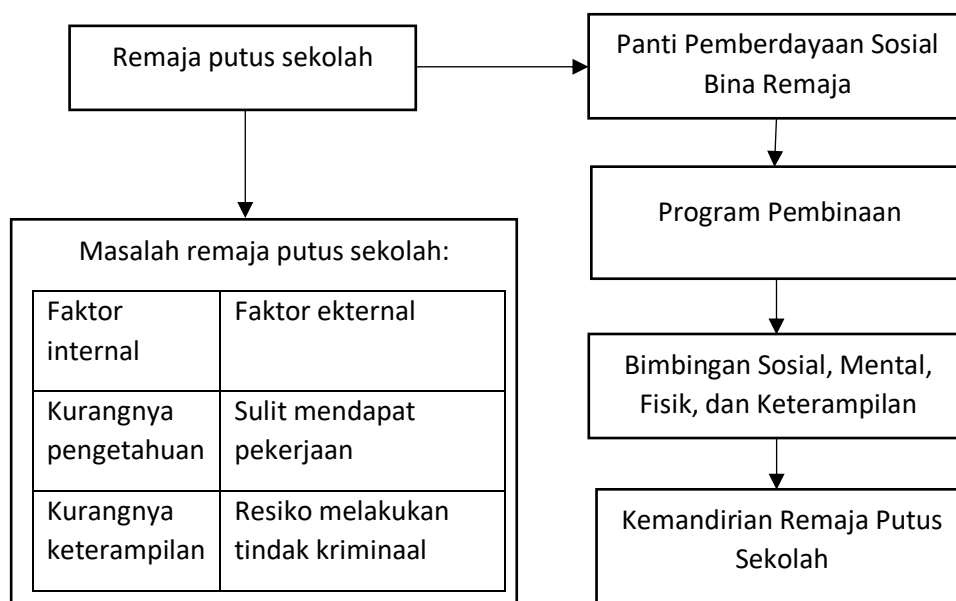 Remaja putus sekolah
Panti Pemberdayaan Sosial
Bina Remaja
Program Pembinaan
Masalah remaja putus sekolah:
Faktor
internal
Faktor ekternal
Kurangnya
pengetahuan
Sulit mendapat
pekerjaan
Kurangnya
keterampilan
Resiko melakukan
tindak kriminaal
Bimbingan Sosial, Mental,
Fisik, dan Keterampilan
Kemandirian Remaja Putus
Sekolah